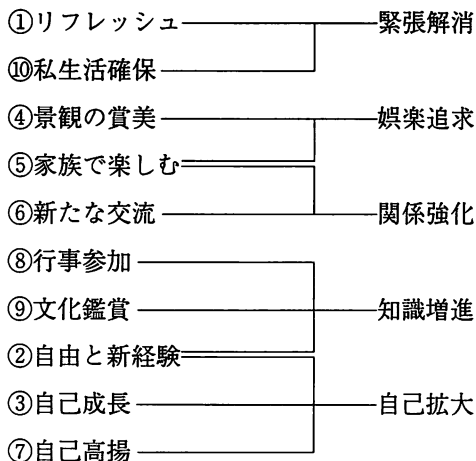 ①リフレッシュ 緊張解消
⑩私生活確保
④景観の賞美 娯楽追求
⑤家族で楽しむ
⑥新たな交流 関係強化
⑧行事参加
⑨文化鑑賞 知識増進
②自由と新経験
③自己成長 自己拡大
⑦自己高揚